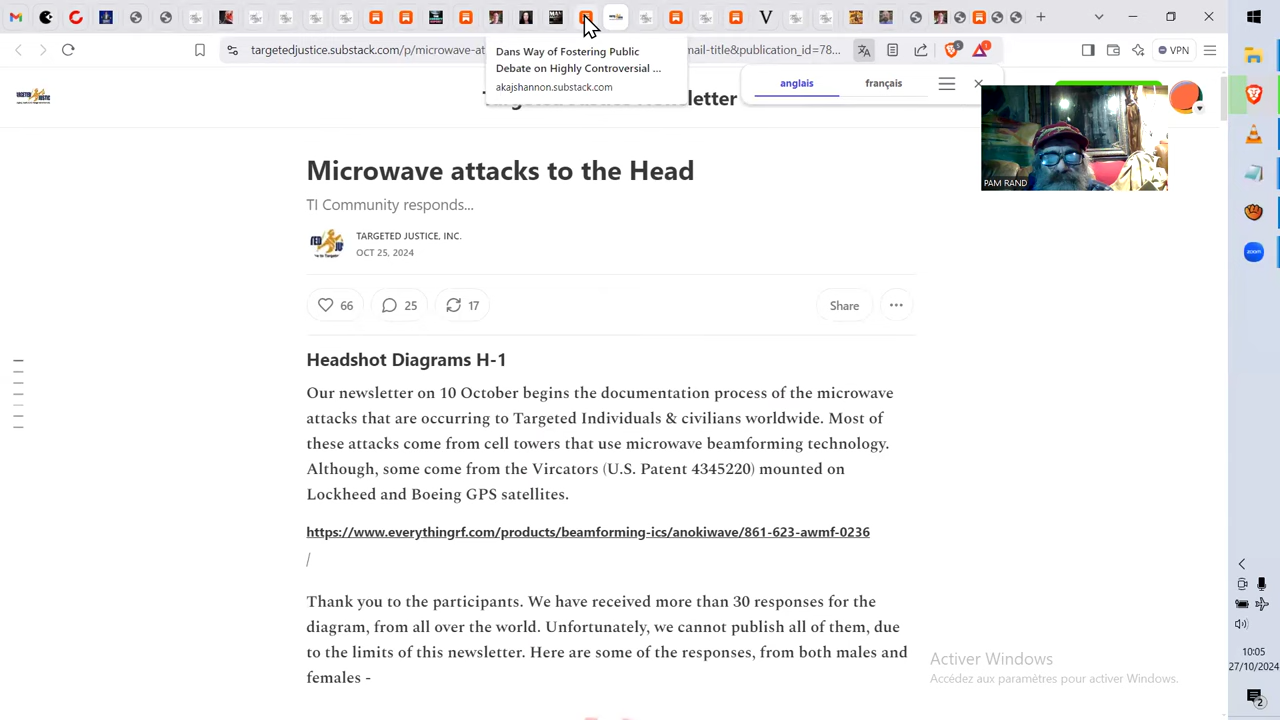 targetedjustice.substack.com/p/microwave-at
mail-title&publication_id=78...
VPN
Dans Way of Fostering Public
Debate on Highly Controversial ...
akajshannon.substack.com
anglais
français
wsletter
PAM RAND
Microwave attacks to the Head
TI Community responds...
TARGETED JUSTICE, INC.
OCT 25, 2024
66
25
17
Share
Headshot Diagrams H-1
Our newsletter on 10 October begins the documentation process of the microwave
attacks that are occurring to Targeted Individuals & civilians worldwide. Most of
these attacks come from cell towers that use microwave beamforming technology.
Although, some come from the Vircators (U.S. Patent 4345220) mounted on
Lockheed and Boeing GPS satellites.
https://www.everythingrf.com/products/beamforming-ics/anokiwave/861-623-awmf-0236
/
Thank you to the participants. We have received more than 30 responses for the
diagram, from all over the world. Unfortunately, we cannot publish all of them, due
to the limits of this newsletter. Here are some of the responses, from both males and
females -
Activer Windows
Accédez aux paramètres pour activer Windows.
zoom
10:05
27/10/2024
2